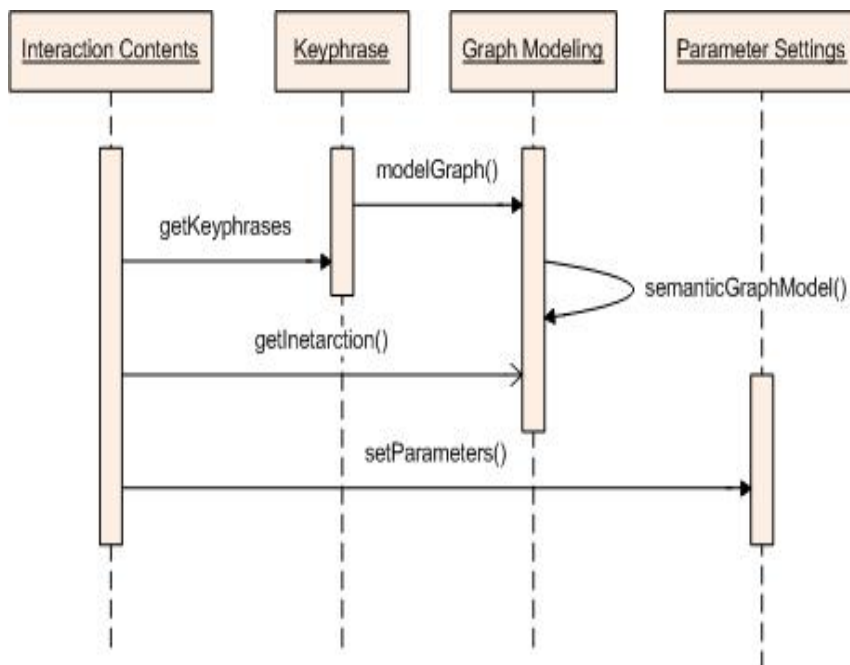 Interaction Contents
Keyphrase
Graph Modeling
Parameter Settings
modelGraph()
getKeyphrases
semanticGraphModel()
getInetarction()
setParameters()